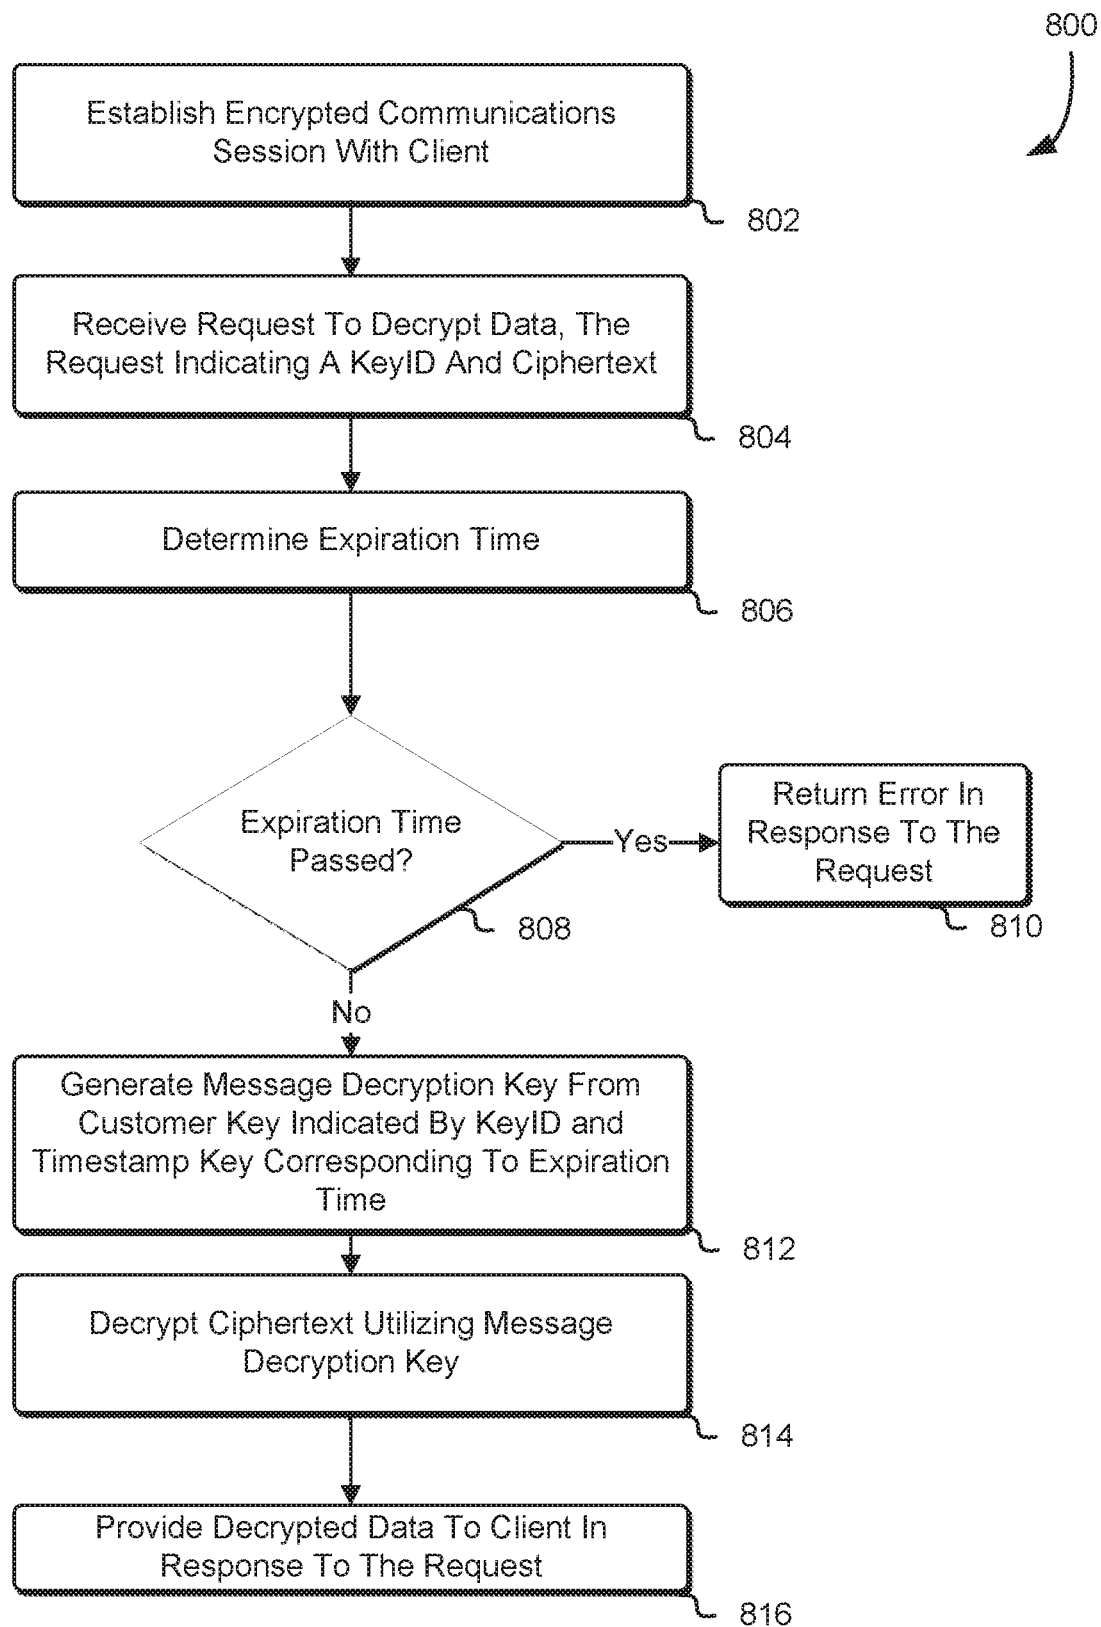 800
Establish Encrypted Communications
Session With Client
802
Receive Request To Decrypt Data, The
Request Indicating A KeyID And Ciphertext
804
Determine Expiration Time
806
Expiration Time
Passed?
808
Yes
Return Error In
Response To The
Request
810
No
Generate Message Decryption Key From
Customer Key Indicated By KeyID and
Timestamp Key Corresponding To Expiration
Time
812
Decrypt Ciphertext Utilizing Message
Decryption Key
814
Provide Decrypted Data To Client In
Response To The Request
816